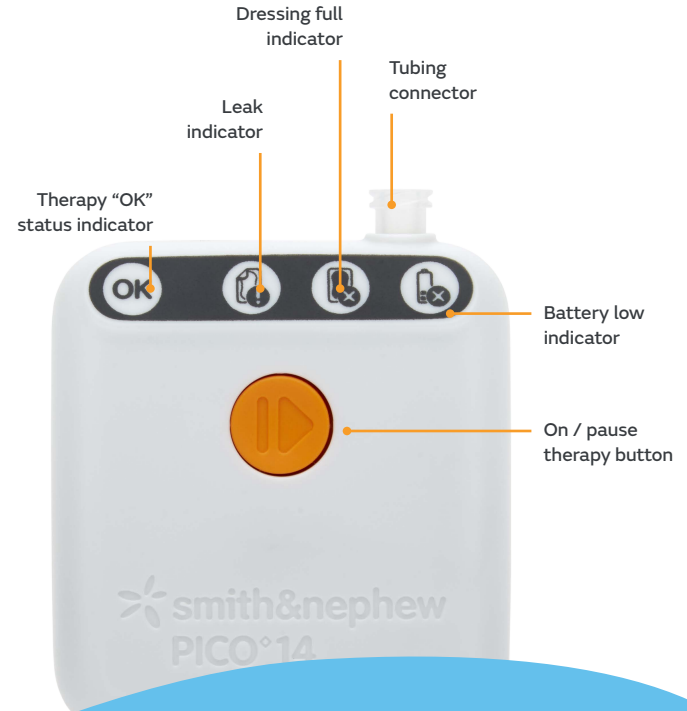 Dressing full
indicator
Tubing
connector
Leak
indicator
Therapy “OK”
status indicator
OK
Battery low
indicator
On / pause
therapy button
smith&nephew
PICO°14